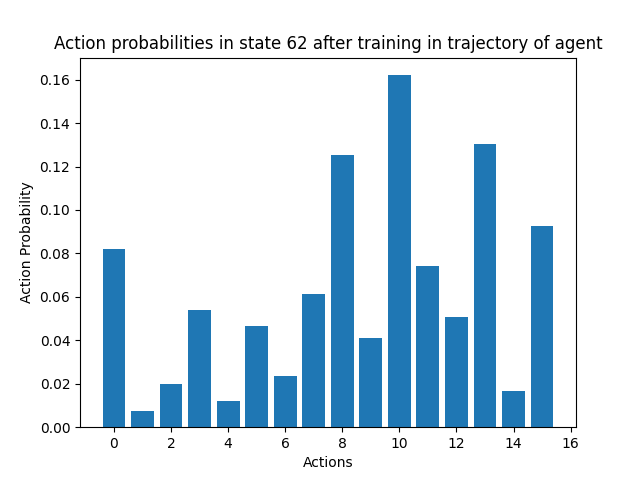 Action probabilities in state 62 after training in trajectory of agent
0.16
0.14
0.12
0.10
0.08
0.06
0.04
0.02
0.00
Action Probability
0 2 4 6 8 10 12 14 16
Actions